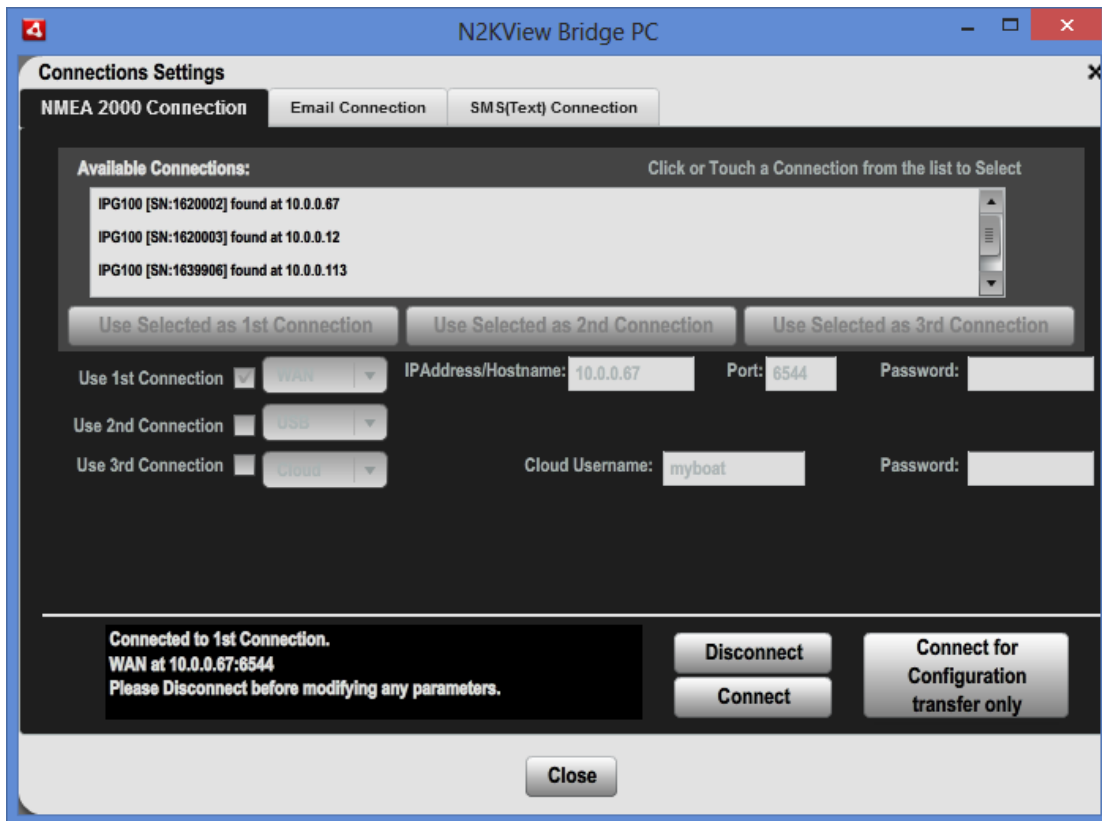 N2KView Bridge PC
Connections Settings
NMEA 2000 Connection
Email Connection
SMS(Text) Connection
Available Connections:
Click or Touch a Connection from the list to Select
IPG100 [SN:1620002] found at 10.0.0.67
IPG100 [SN:1620003] found at 10.0.0.12
IPG100 [SN:1639906] found at 10.0.0.113
Use Selected as 1st Connection
Use Selected as 2nd Connection
Use Selected as 3rd Connection
Use 1st Connection
WAN
IPAddress/Hostname:
10.0.0.67
Port:
6544
Password:
Use 2nd Connection
USB
Use 3rd Connection
Cloud
Cloud Username:
myboat
Password:
Connected to 1st Connection.
WAN at 10.0.0.67:6544
Please Disconnect before modifying any parameters.
Disconnect
Connect
Connect for
Configuration
transfer only
Close